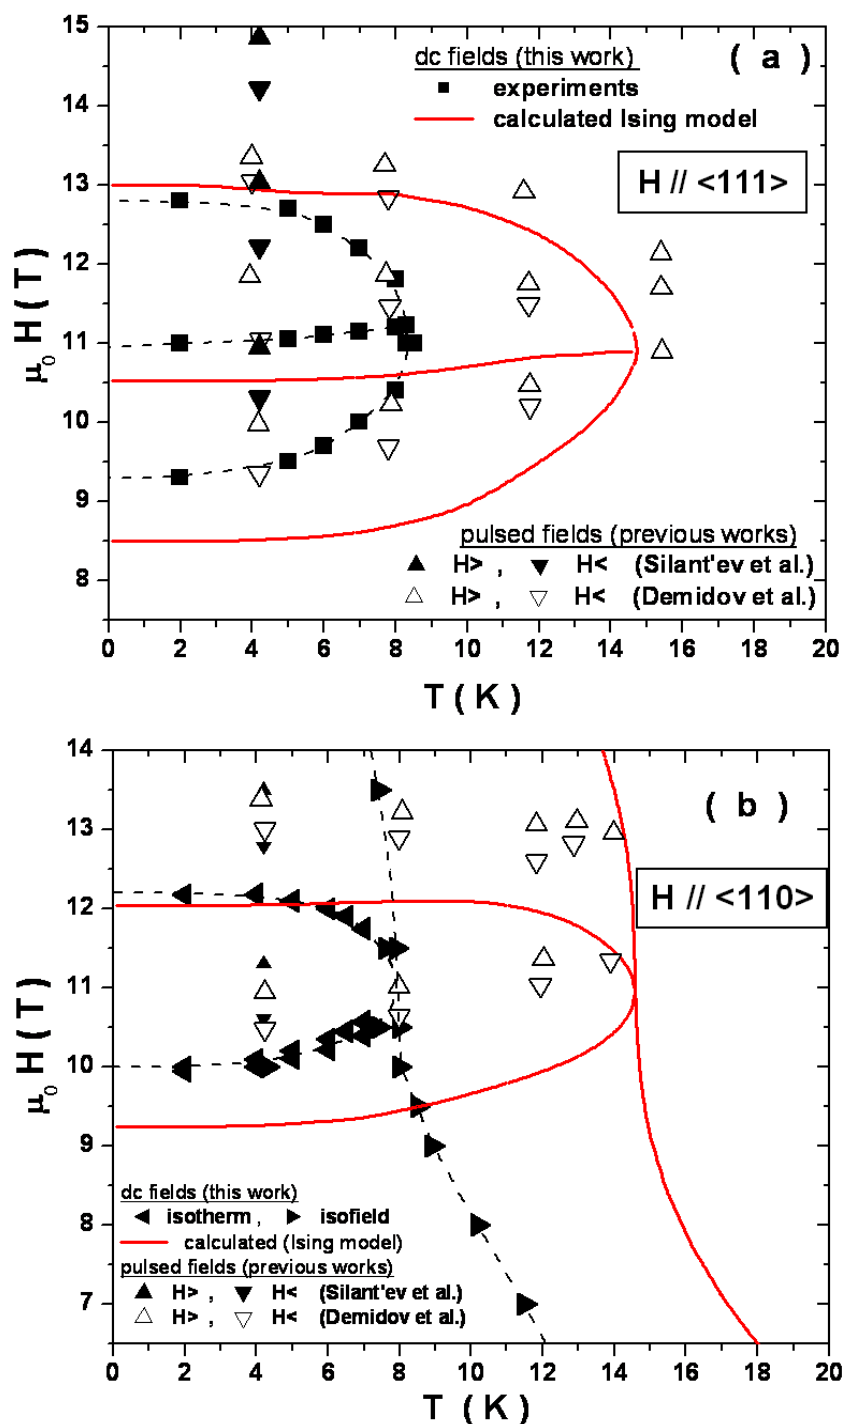 15
14
13
12
11
10
9
8
μ₀ H (T)
dc fields (this work)
( a )
experiments
calculated Ising model
H // <111>
pulsed fields (previous works)
H> , H< (Silant'ev et al.)
H> , H< (Demidov et al.)
0 2 4 6 8 10 12 14 16 18 20
T ( K )
14
13
12
11
10
9
8
7
μ₀ H (T)
( b )
H // <110>
dc fields (this work)
isotherm , isofield
calculated (Ising model)
pulsed fields (previous works)
H> , H< (Silant'ev et al.)
H> , H< (Demidov et al.)
0 2 4 6 8 10 12 14 16 18 20
T (K)